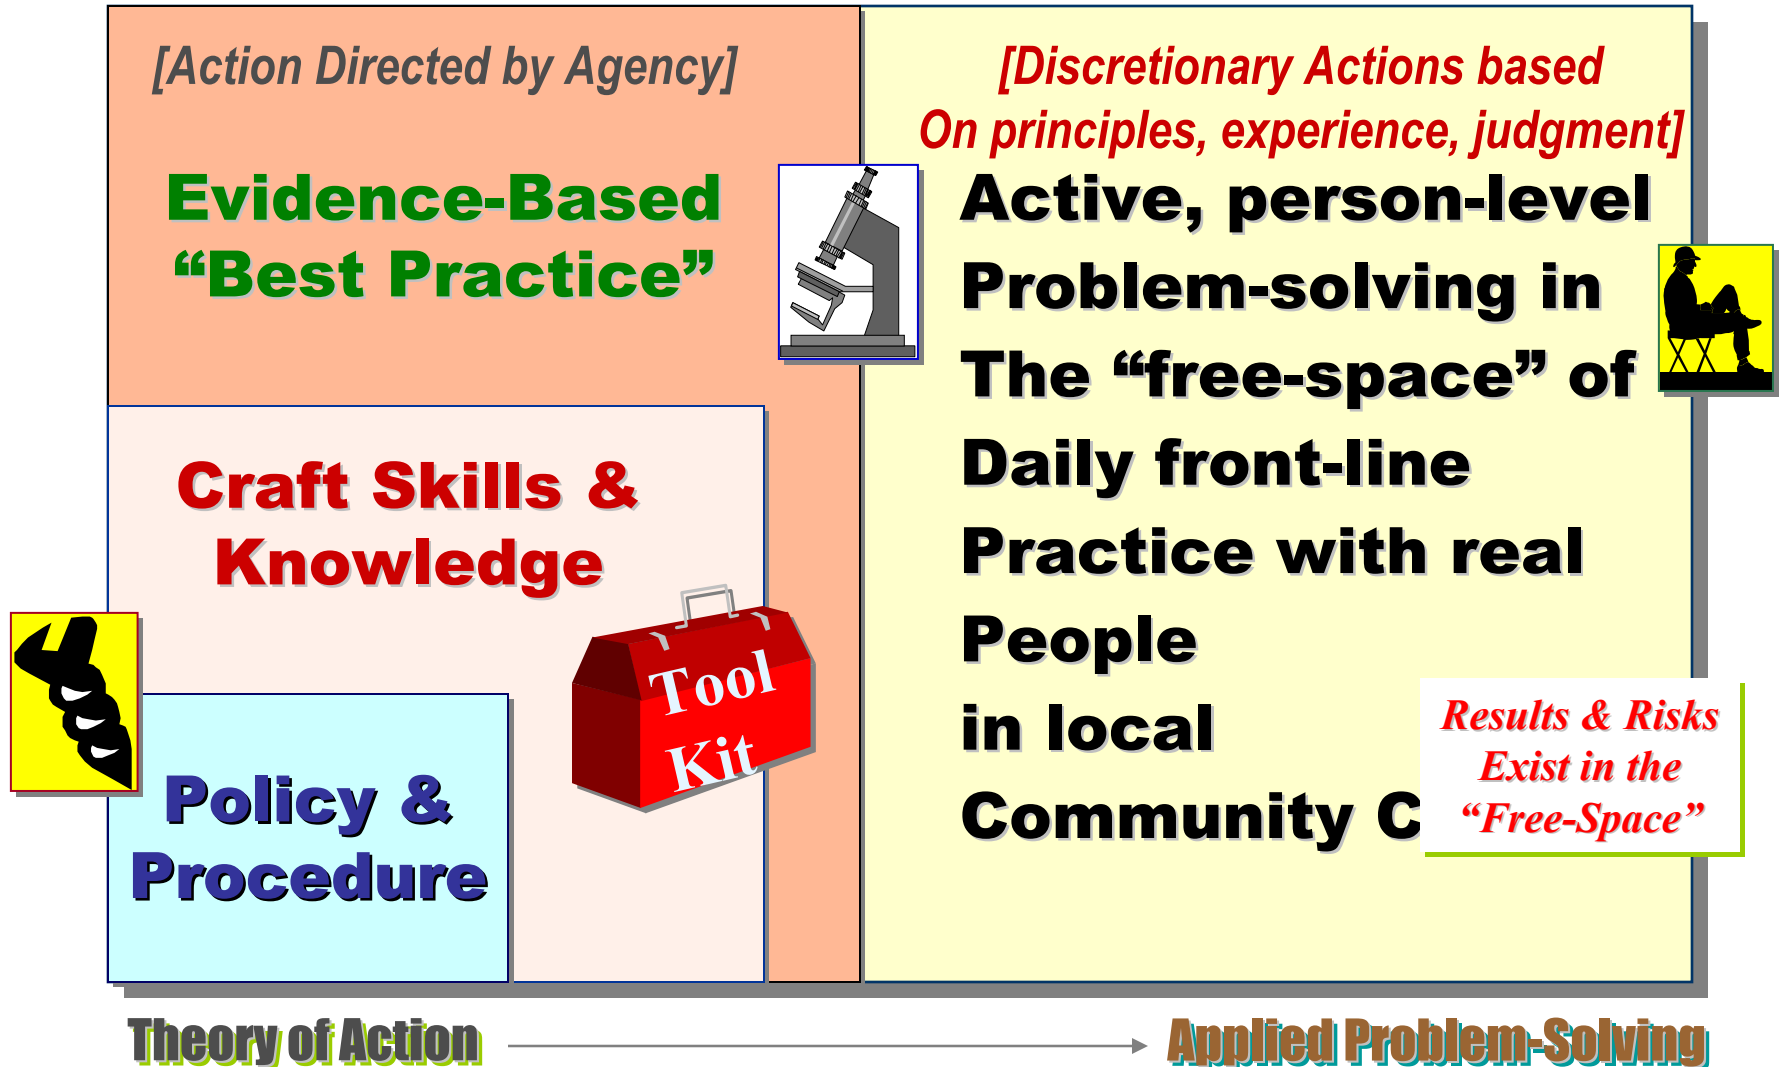 [Action Directed by Agency]
Evidence-Based
“Best Practice”
Craft Skills &
Knowledge
Tool
Kit
Policy &
Procedure
[Discretionary Actions based
On principles, experience, judgment]
Active, person-level
Problem-solving in
The “free-space” of
Daily front-line
Practice with real
People
in local
Community C
Results & Risks
Exist in the
“Free-Space”
Theory of Action
Applied Problem-Solving